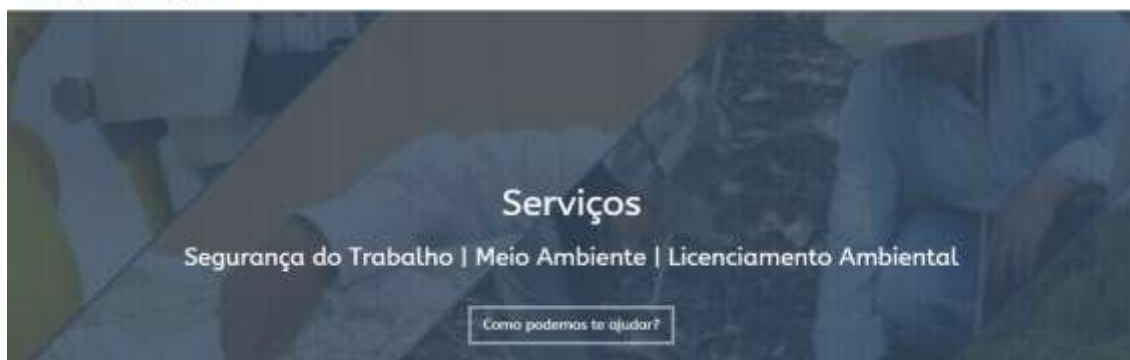 Serviços
Segurança do Trabalho | Meio Ambiente | Licenciamento Ambiental
Como podemos te ajudar?